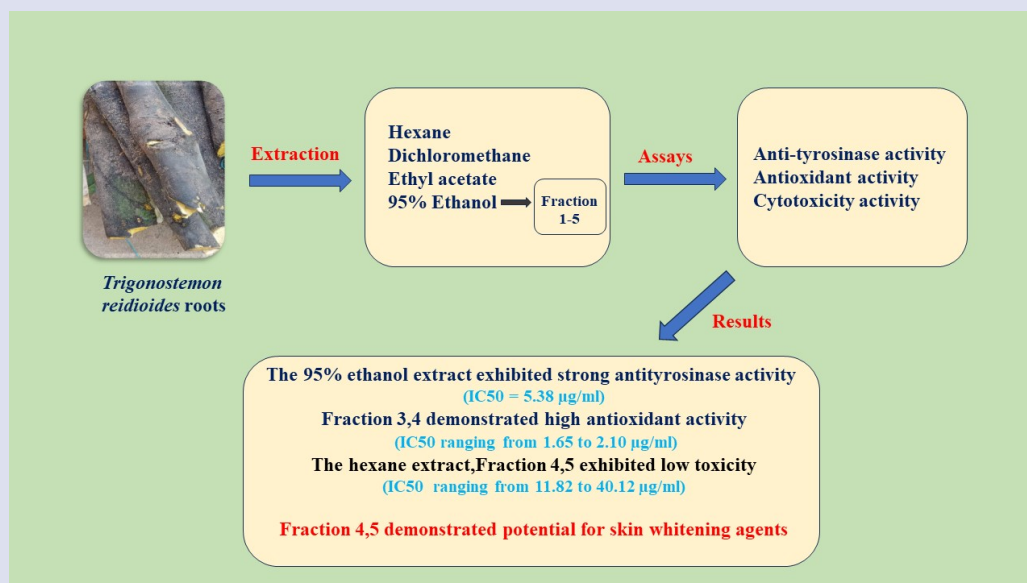 Trigonostemon
reidioides roots
Extraction
Hexane
Dichloromethane
Ethyl acetate
95% Ethanol
Fraction
1-5
Assays
Anti-tyrosinase activity
Antioxidant activity
Cytotoxicity activity
Results
The 95% ethanol extract exhibited strong antityrosinase activity
(IC50 = 5.38 µg/ml)
Fraction 3,4 demonstrated high antioxidant activity
(IC50 ranging from 1.65 to 2.10 µg/ml)
The hexane extract,Fraction 4,5 exhibited low toxicity
(IC50 ranging from 11.82 to 40.12 µg/ml)
Fraction 4,5 demonstrated potential for skin whitening agents